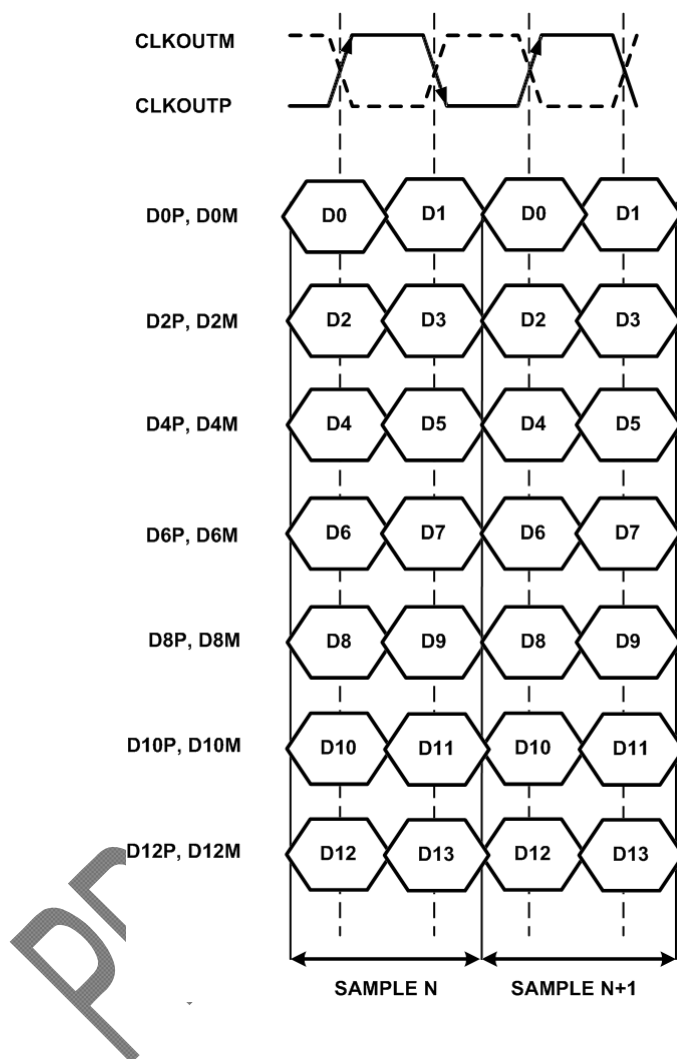 CLKOUTM
CLKOUTP
D0P, D0M D0 D1 D0 D1
D2P, D2M D2 D3 D2 D3
D4P, D4M D4 D5 D4 D5
D6P, D6M D6 D7 D6 D7
D8P, D8M D8 D9 D8 D9
D10P, D10M D10 D11 D10 D11
D12P, D12M D12 D13 D12 D13
SAMPLE N SAMPLE N+1